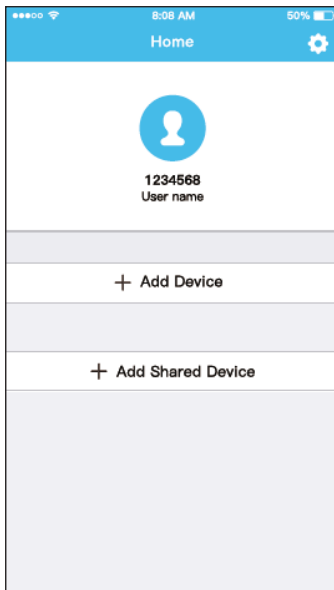 8:08 AM
50%
Home
1234568
User name
+ Add Device
+ Add Shared Device